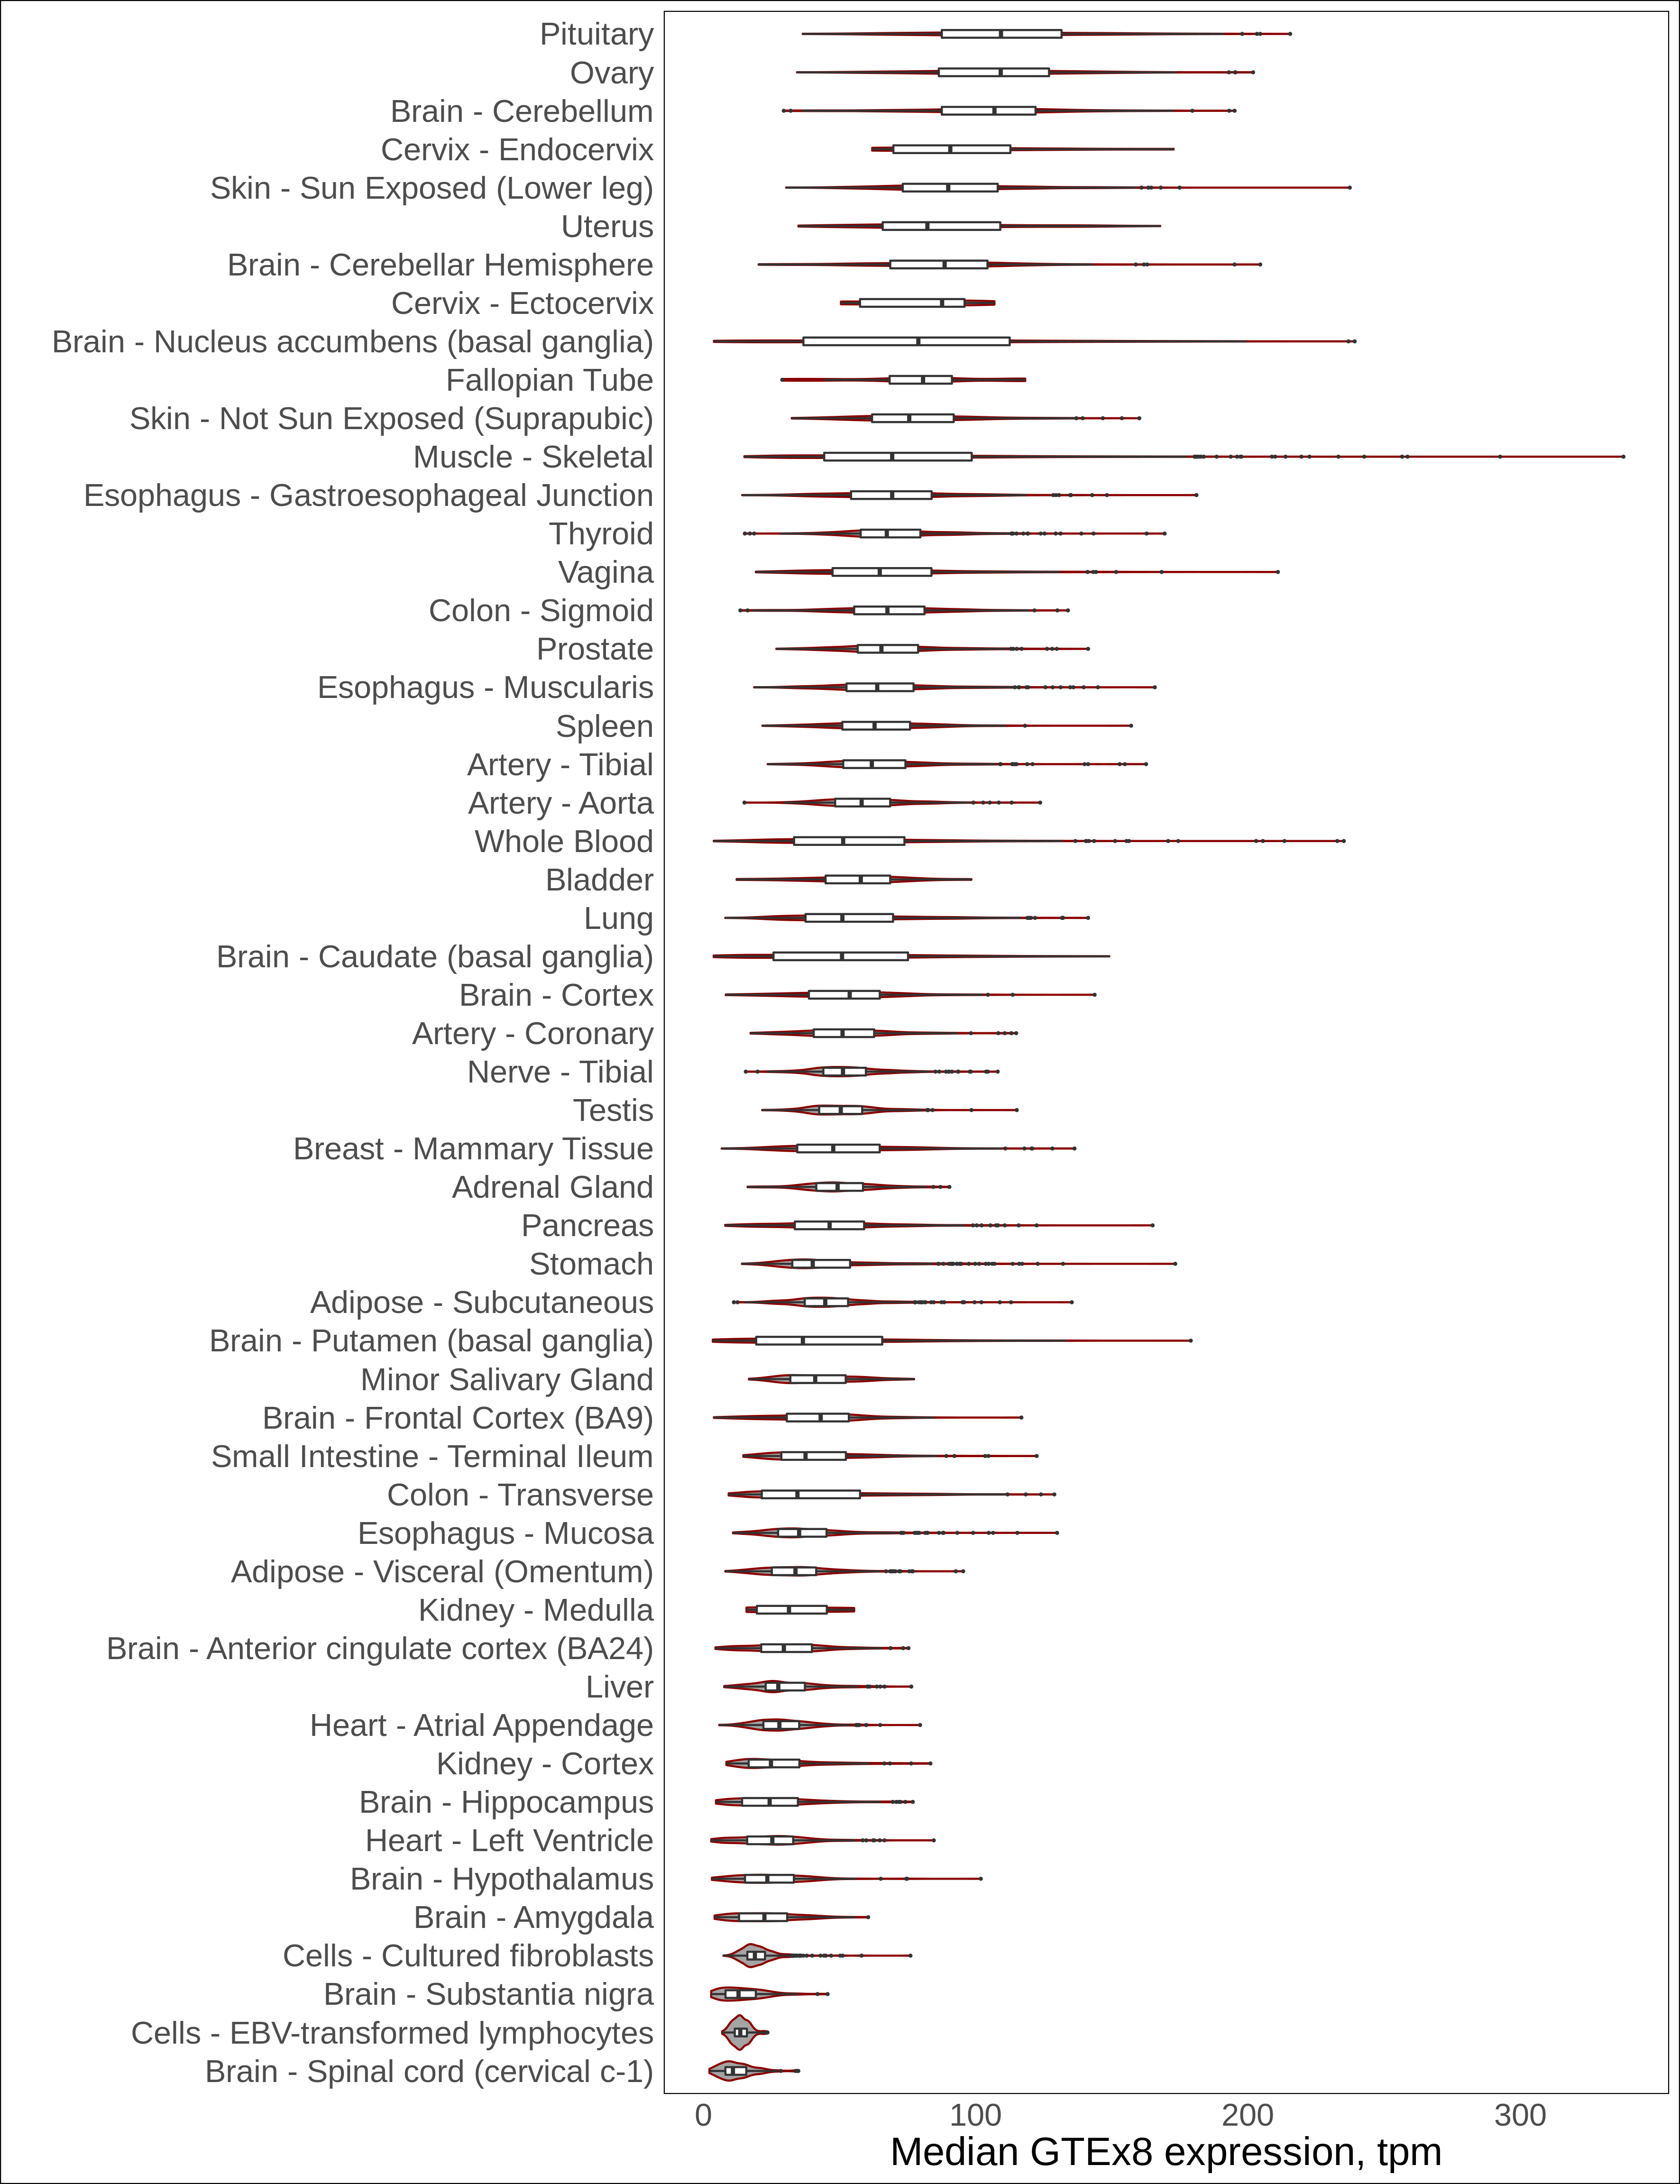 Pituitary
Ovary
Brain - Cerebellum
Cervix - Endocervix
Skin - Sun Exposed (Lower leg)
Uterus
Brain - Cerebellar Hemisphere
Cervix - Ectocervix
Brain - Nucleus accumbens (basal ganglia)
Fallopian Tube
Skin - Not Sun Exposed (Suprapubic)
Muscle - Skeletal
Esophagus - Gastroesophageal Junction
Thyroid
Vagina
Colon - Sigmoid
Prostate
Esophagus - Muscularis
Spleen
Artery - Tibial
Artery - Aorta
Whole Blood
Bladder
Lung
Brain - Caudate (basal ganglia)
Brain - Cortex
Artery - Coronary
Nerve - Tibial
Testis
Breast - Mammary Tissue
Adrenal Gland
Pancreas
Stomach
Adipose - Subcutaneous
Brain - Putamen (basal ganglia)
Minor Salivary Gland
Brain - Frontal Cortex (BA9)
Small Intestine - Terminal Ileum
Colon - Transverse
Esophagus - Mucosa
Adipose - Visceral (Omentum)
Kidney - Medulla
Brain - Anterior cingulate cortex (BA24)
Liver
Heart - Atrial Appendage
Kidney - Cortex
Brain - Hippocampus
Heart - Left Ventricle
Brain - Hypothalamus
Brain - Amygdala
Cells - Cultured fibroblasts
Brain - Substantia nigra
Cells - EBV-transformed lymphocytes
Brain - Spinal cord (cervical c-1)
0 100 200 300
Median GTEx8 expression, tpm